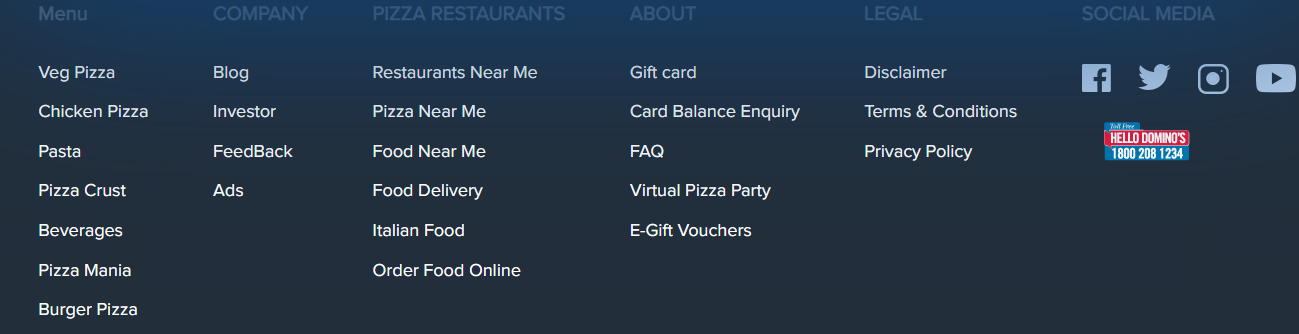 Menu
Veg Pizza
Chicken Pizza
Pasta
Pizza Crust
Beverages
Pizza Mania
Burger Pizza
COMPANY
Blog
Investor
FeedBack
Ads
PIZZA RESTAURANTS
Restaurants Near Me
Pizza Near Me
Food Near Me
Food Delivery
Italian Food
Order Food Online
ABOUT
Gift card
Card Balance Enquiry
FAQ
Virtual Pizza Party
E-Gift Vouchers
LEGAL
Disclaimer
Terms & Conditions
Privacy Policy
SOCIAL MEDIA
Toll Free
HELLO DOMINO'S
1800 208 1234